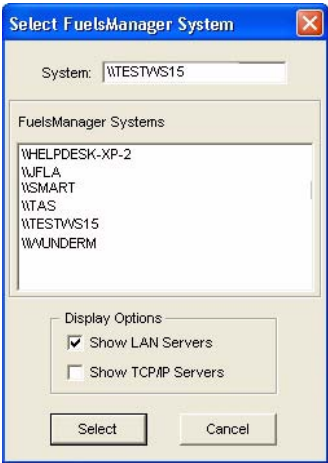 Select FuelsManager System
System: \\TESTWS15
FuelsManager Systems
\\HELPDESK-XP-2
\\JFLA
\\SMART
\\TAS
\\TESTWS15
\\WUNDERM
Display Options
Show LAN Servers
Show TCP/IP Servers
Select Cancel